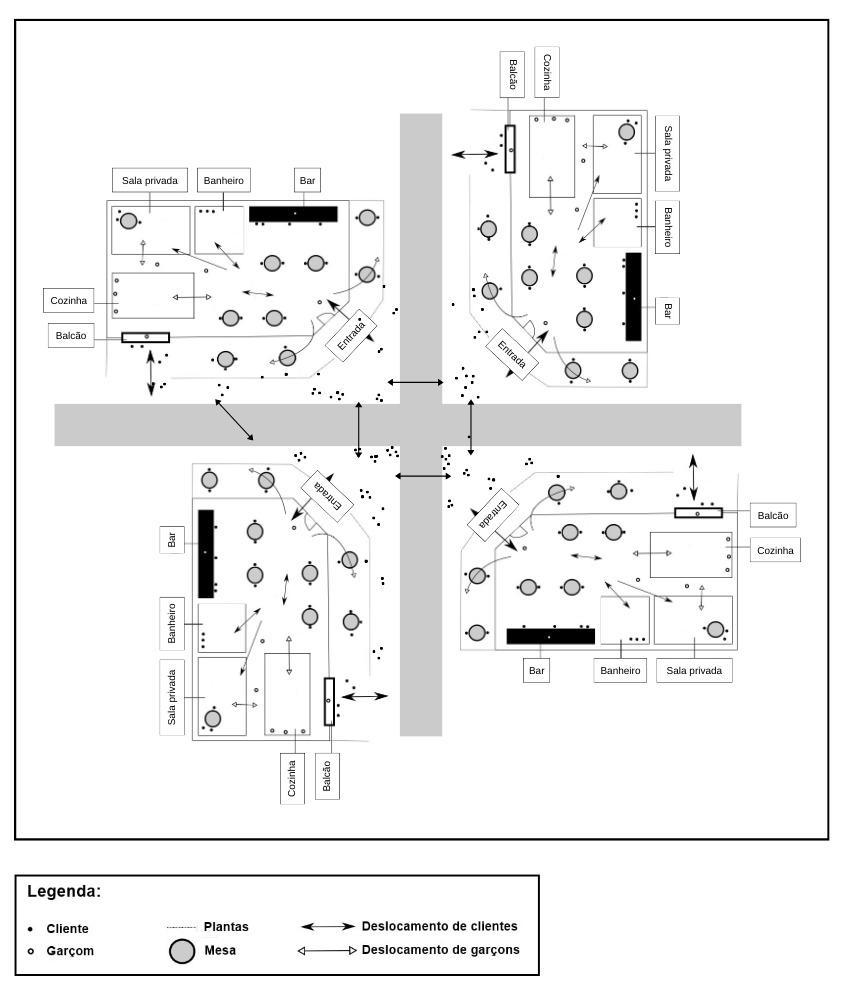 Balcão
Cozinha
Sala privada
Banheiro
Bar
Entrada
Sala privada
Banheiro
Bar
Cozinha
Balcão
Entrada
Entrada
Bar
Banheiro
Sala privada
Cozinha
Balcão
Entrada
Balcão
Cozinha
Bar
Banheiro
Sala privada
Legenda:
Cliente
Plantas
Deslocamento de clientes
Garçom
Mesa
Deslocamento de garçons